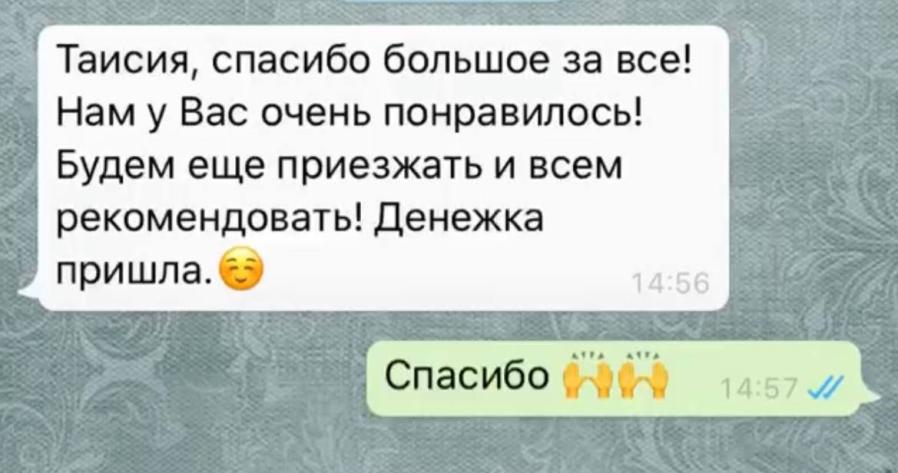 Таисия, спасибо большое за все!
Нам у Вас очень понравилось!
Будем еще приезжать и всем
рекомендовать! Денежка
пришла.☺️
14:56
Спасибо 🙌🙌
14:57